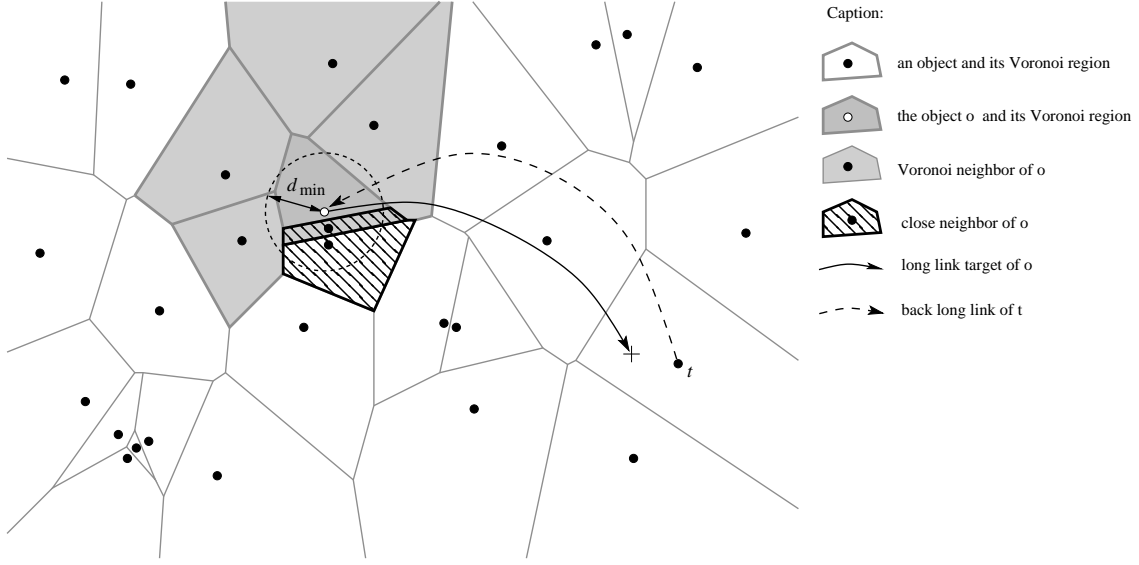 Caption:
an object and its Voronoi region
the object o and its Voronoi region
Voronoi neighbor of o
close neighbor of o
long link target of o
back long link of t
d min
t